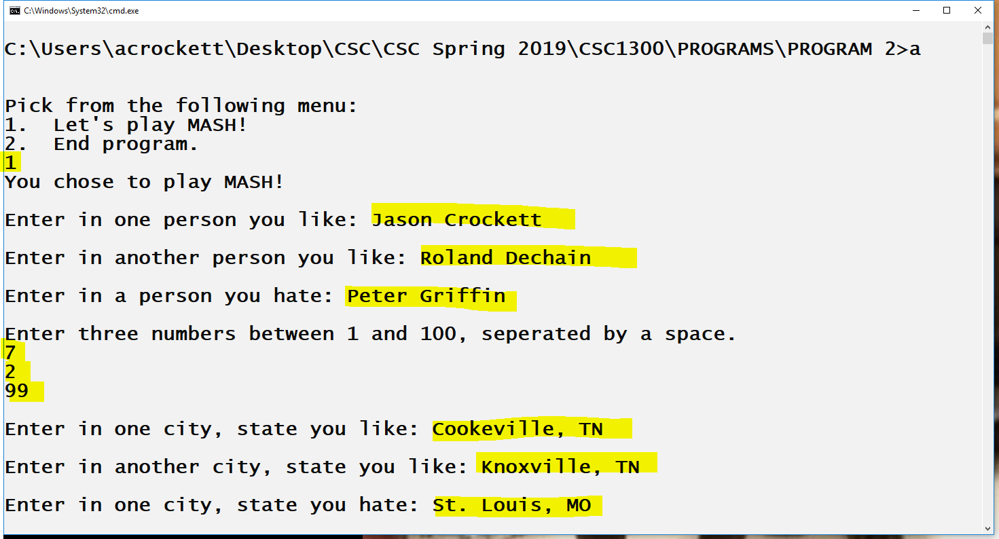 C:\Windows\System32\cmd.exe
C:\Users\acrockett\Desktop\CSC\CSC Spring 2019\CSC1300\PROGRAMS\PROGRAM 2>a
Pick from the following menu:
1.  Let's play MASH!
2.  End program.
1
You chose to play MASH!
Enter in one person you like: Jason Crockett
Enter in another person you like: Roland Dechain
Enter in a person you hate: Peter Griffin
Enter three numbers between 1 and 100, seperated by a space.
7
2
99
Enter in one city, state you like: Cookeville, TN
Enter in another city, state you like: Knoxville, TN
Enter in one city, state you hate: St. Louis, MO